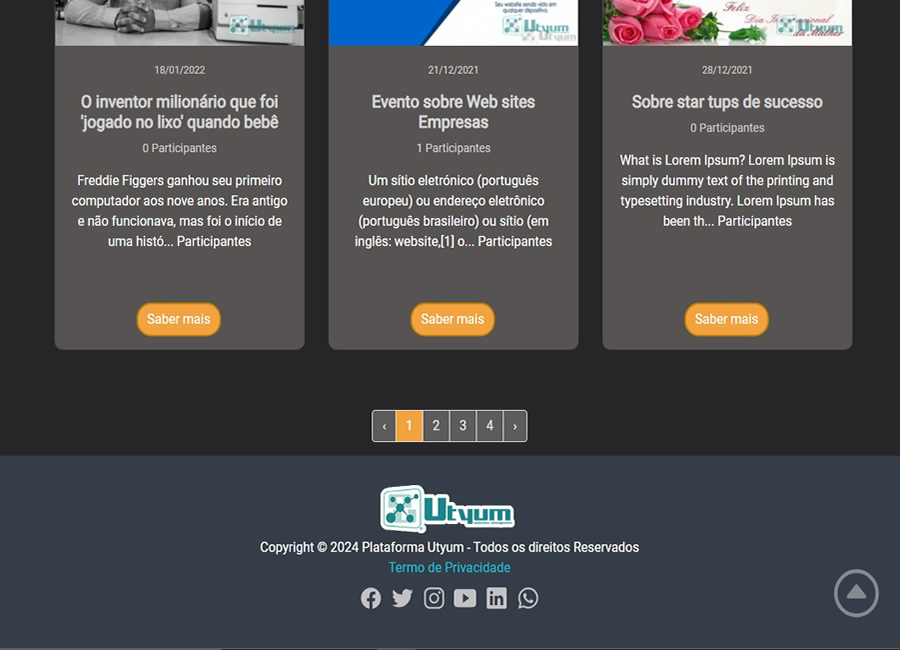 Utyum
Seu website sendo visto em
qualquer dispositivo.
Utyum
Utyum
Feliz
Dia Internacional
da Mulher
Utyum
18/01/2022
O inventor milionário que foi
'jogado no lixo' quando bebê
0 Participantes
Freddie Figgers ganhou seu primeiro
computador aos nove anos. Era antigo
e não funcionava, mas foi o início de
uma histó... Participantes
Saber mais
21/12/2021
Evento sobre Web sites
Empresas
1 Participantes
Um sítio eletrónico (português
europeu) ou endereço eletrônico
(português brasileiro) ou sítio (em
inglês: website,[1] o... Participantes
Saber mais
28/12/2021
Sobre star tups de sucesso
0 Participantes
What is Lorem Ipsum? Lorem Ipsum is
simply dummy text of the printing and
typesetting industry. Lorem Ipsum has
been th... Participantes
Saber mais
‹ 1 2 3 4 ›
Utyum
Copyright © 2024 Plataforma Utyum - Todos os direitos Reservados
Termo de Privacidade